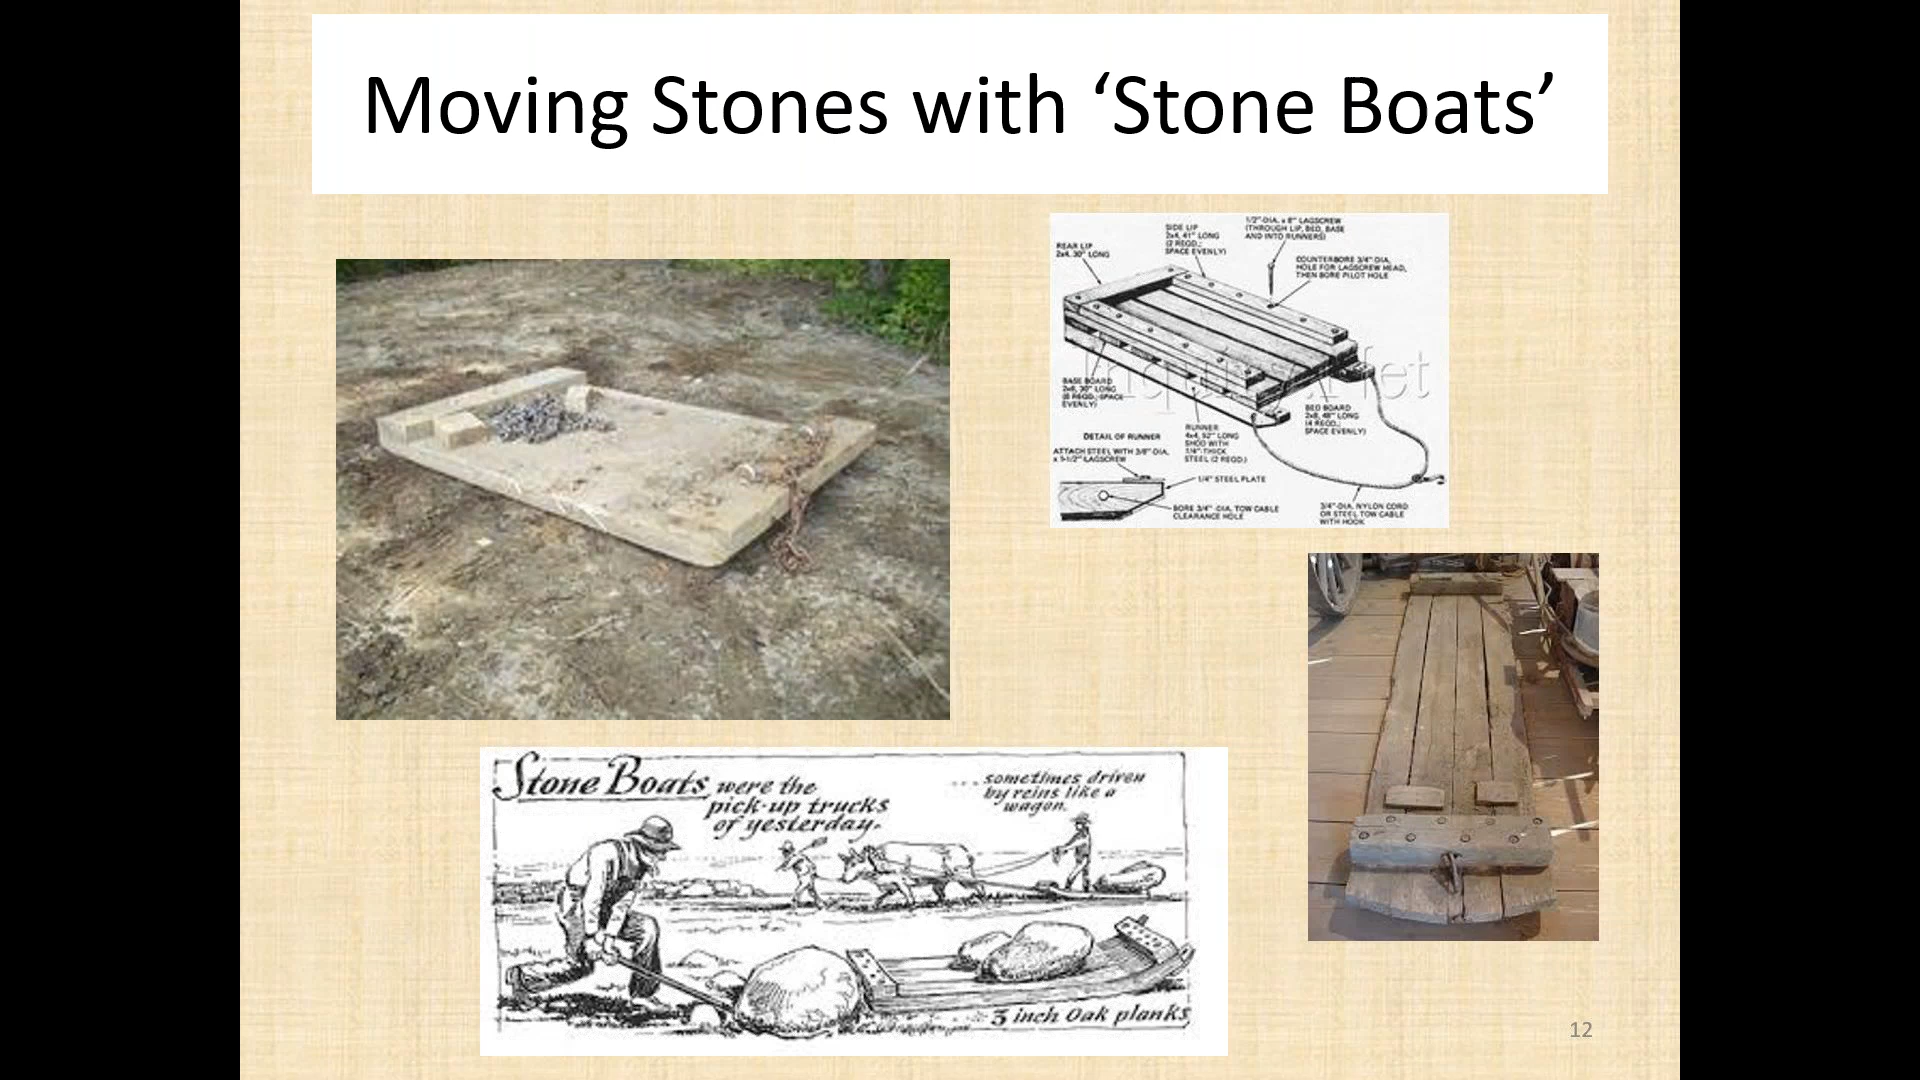 Moving Stones with ‘Stone Boats’
REAR LIP
2x4, 30" LONG
SIDE LIP
2x4, 41" LONG
(2 REQD.;
SPACE EVENLY)
1/2"-DIA. x 8" LAGSCREW
(THROUGH LIP, BED, BASE
AND INTO RUNNERS)
COUNTERBORE 3/4" DIA.
HOLE FOR LAGSCREW HEAD,
THEN BORE PILOT HOLE
BASE BOARD
2x8, 30" LONG
(6 REQD.; SPACE
EVENLY)
BED BOARD
2x8, 48" LONG
(4 REQD.;
SPACE EVENLY)
RUNNER
4x4, 52" LONG
SHOD WITH
1/4"-THICK
STEEL (2 REQD.)
DETAIL OF RUNNER
ATTACH STEEL WITH 3/8"-DIA.
x 1-1/2" LAGSCREW
1/4" STEEL PLATE
BORE 3/4"-DIA. TOW CABLE
CLEARANCE HOLE
3/4"-DIA. NYLON CORD
OR STEEL TOW CABLE
WITH HOOK
Stone Boats were the
pick-up trucks
of yesterday.
... sometimes driven
by reins like a
wagon.
3 inch Oak planks
12